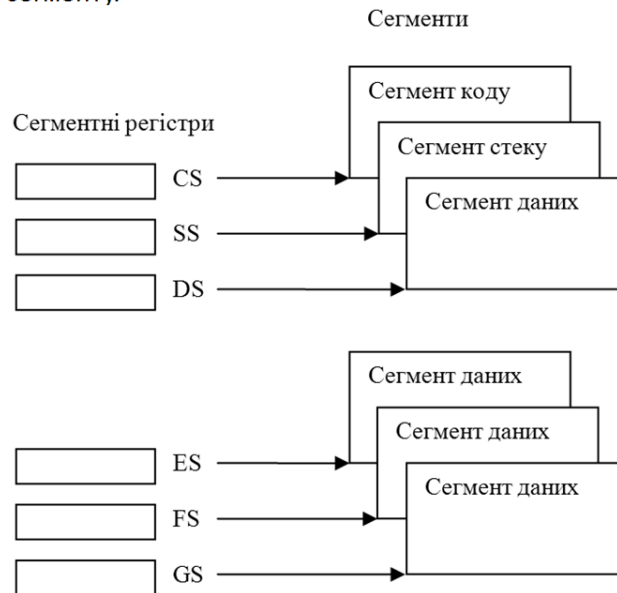 сегменту.
Сегменти
Сегмент коду
Сегментні регістри
Сегмент стеку
CS
Сегмент даних
SS
DS
Сегмент даних
Сегмент даних
ES
Сегмент даних
FS
GS